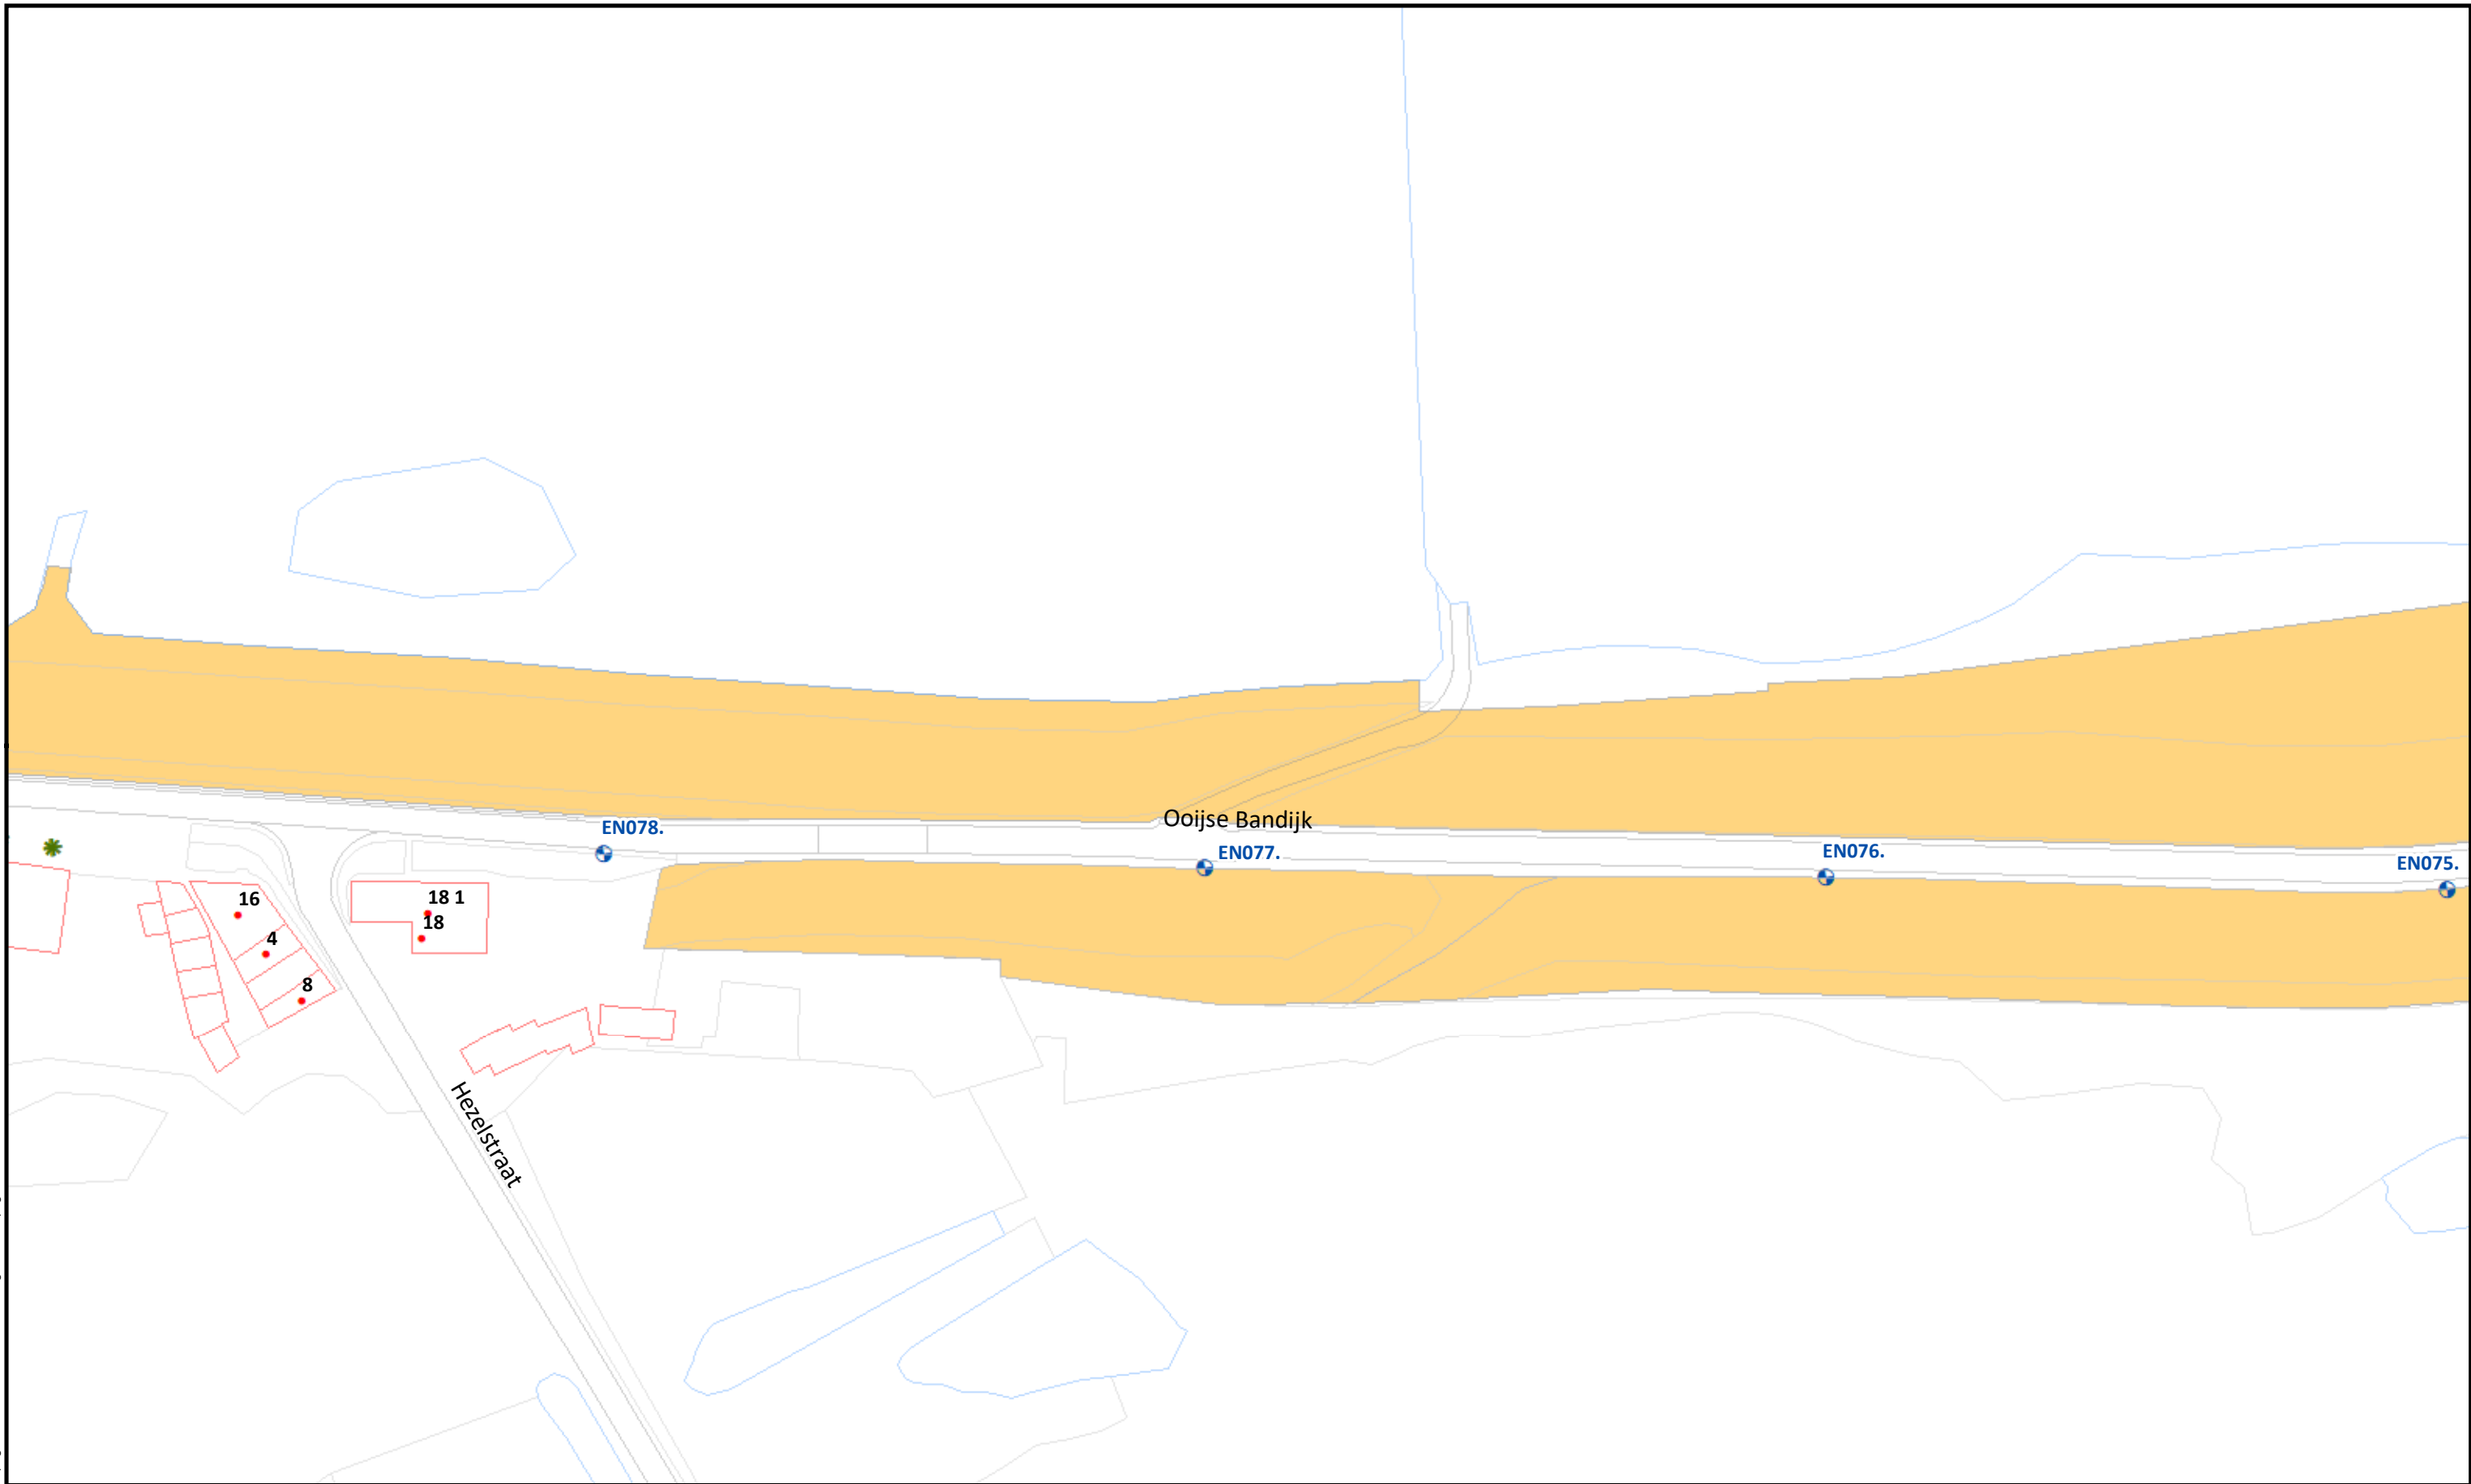 Ooijse Bandijk
EN078.
EN077.
EN076.
EN075.
16
18 1
18
4
8
Hezelstraat